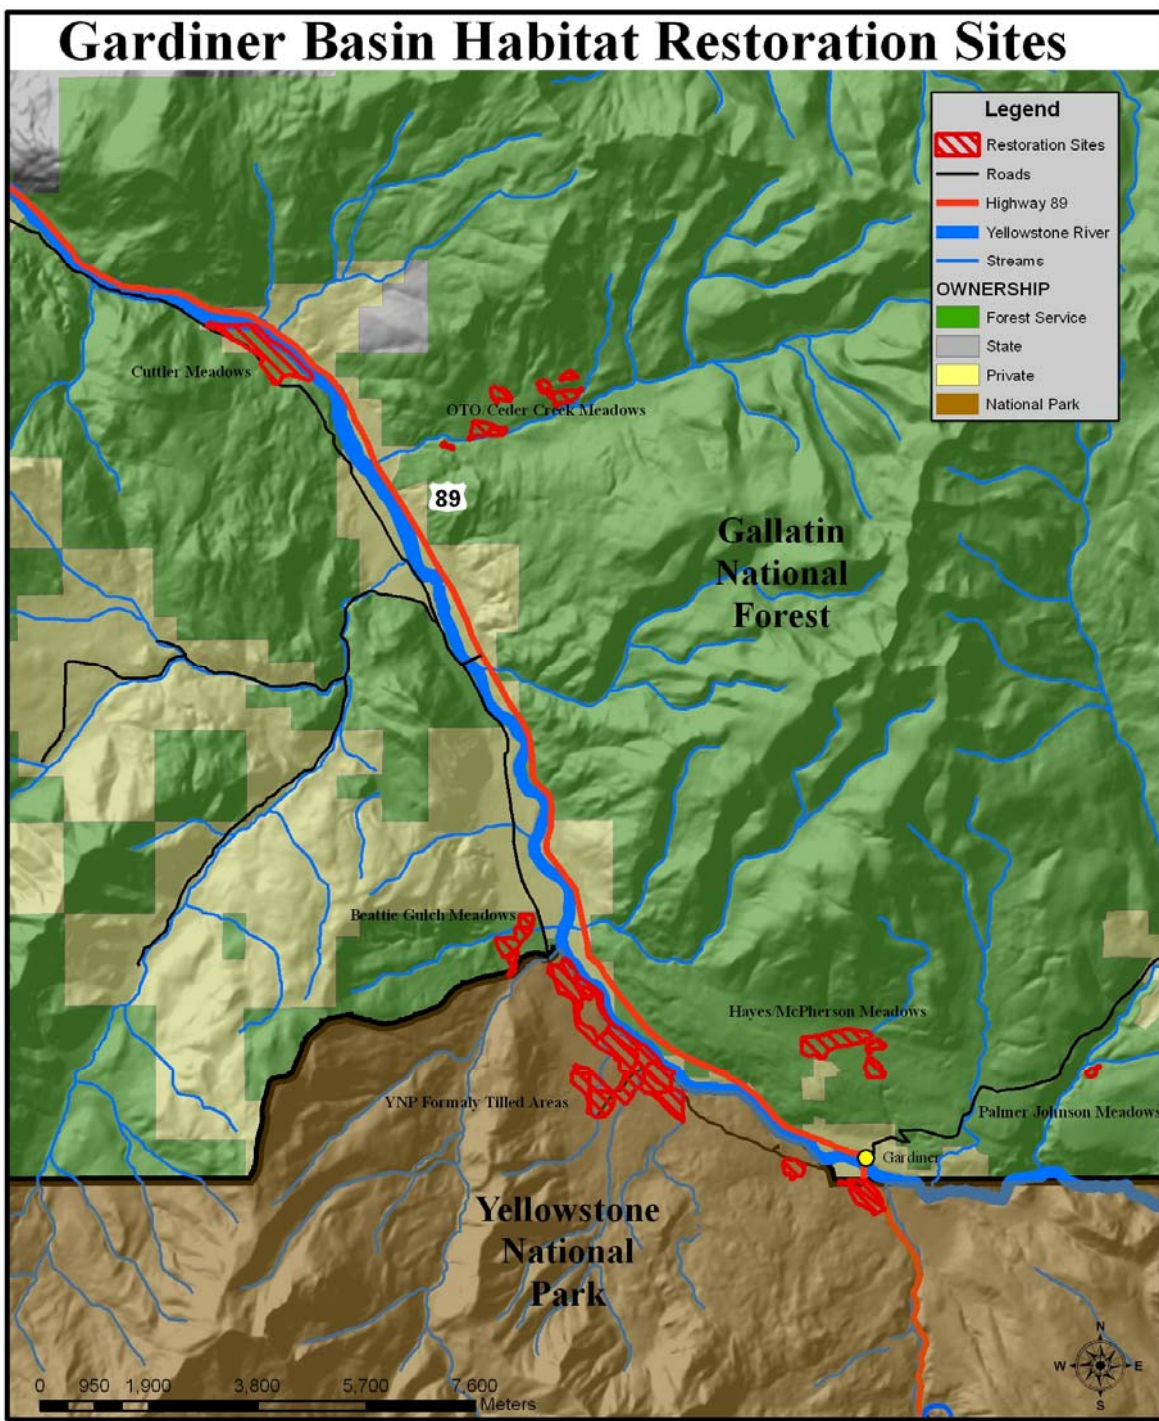 Gardiner Basin Habitat Restoration Sites
Legend
Restoration Sites
Roads
Highway 89
Yellowstone River
Streams
OWNERSHIP
Forest Service
State
Private
National Park
Cuttler Meadows
OTO/Ceder Creek Meadows
89
Gallatin
National
Forest
Beattie Gulch Meadows
Hayes/McPherson Meadows
YNP Formaly Tilled Areas
Palmer Johnson Meadows
Gardiner
Yellowstone
National
Park
N
W E
S
0 950 1,900 3,800 5,700 7,600
Meters